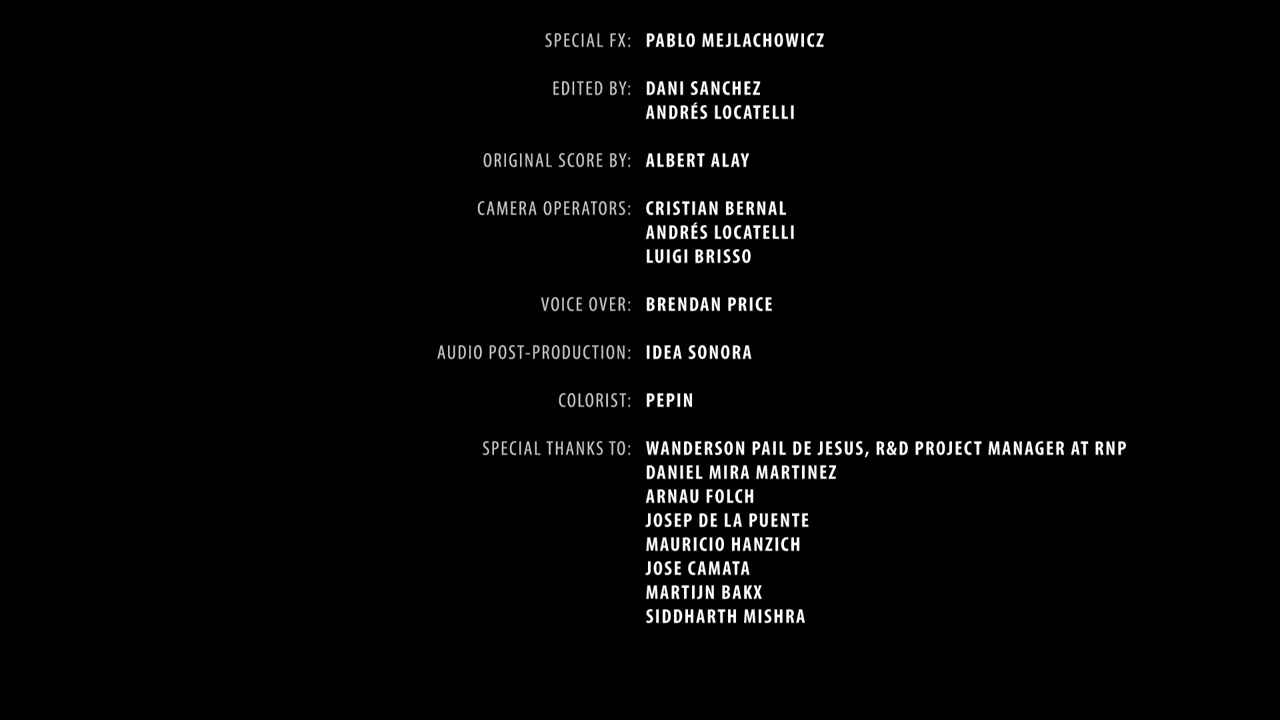 SPECIAL FX: PABLO MEJLACHOWICZ
EDITED BY: DANI SANCHEZ
ANDRÉS LOCATELLI
ORIGINAL SCORE BY: ALBERT ALAY
CAMERA OPERATORS: CRISTIAN BERNAL
ANDRÉS LOCATELLI
LUIGI BRISSO
VOICE OVER: BRENDAN PRICE
AUDIO POST-PRODUCTION: IDEA SONORA
COLORIST: PEPIN
SPECIAL THANKS TO: WANDERSON PAIL DE JESUS, R&D PROJECT MANAGER AT RNP
DANIEL MIRA MARTINEZ
ARNAU FOLCH
JOSEP DE LA PUENTE
MAURICIO HANZICH
JOSE CAMATA
MARTIJN BAKX
SIDDHARTH MISHRA